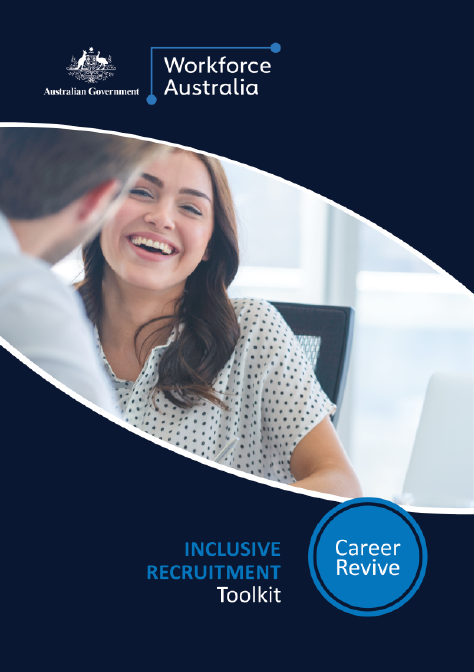 Australian Government
Workforce
Australia
INCLUSIVE
RECRUITMENT
Toolkit
Career
Revive